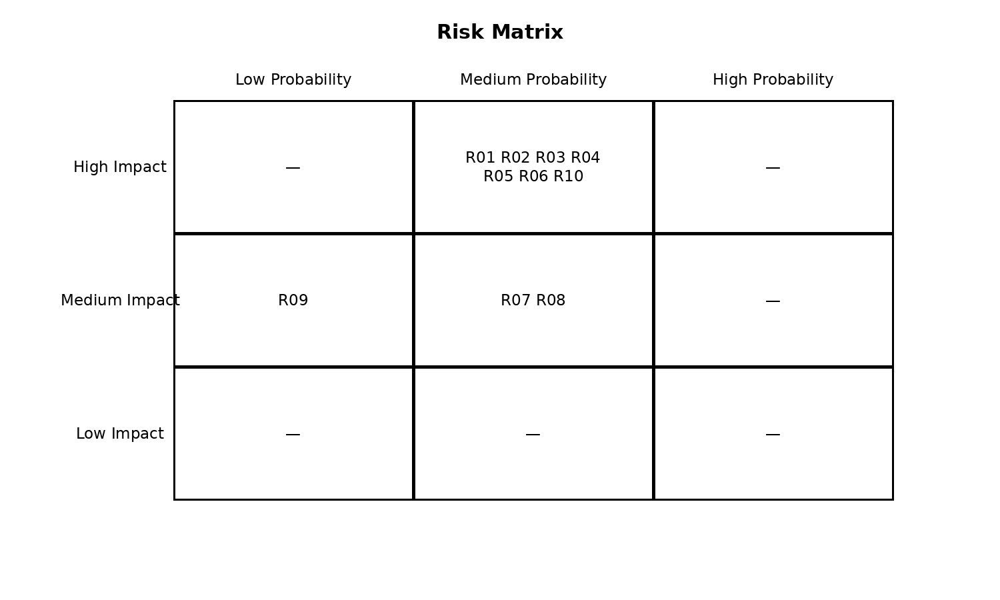 Risk Matrix
Low Probability Medium Probability High Probability
High Impact — R01 R02 R03 R04 —
R05 R06 R10
Medium Impact R09 R07 R08 —
Low Impact — — —